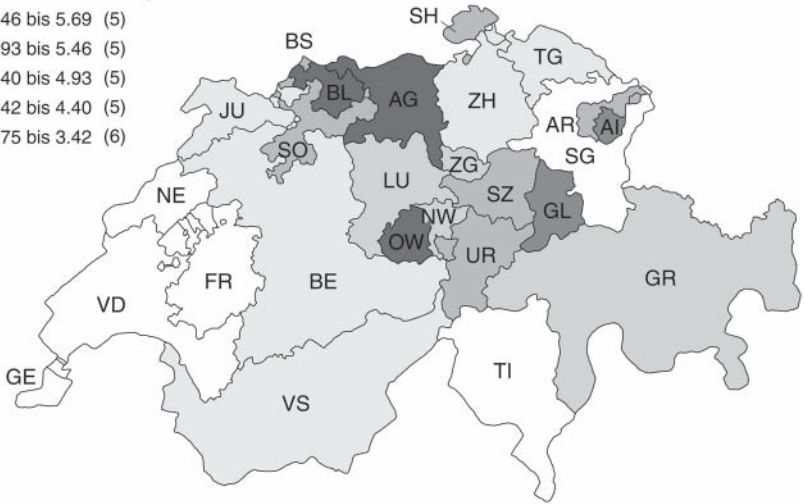 46 bis 5.69 (5)
93 bis 5.46 (5)
40 bis 4.93 (5)
42 bis 4.40 (5)
75 bis 3.42 (6)
SH
BS
TG
BL
AG
ZH
JU
AR
AI
SO
SG
ZG
LU
SZ
NE
NW
GL
OW
UR
FR
BE
GR
VD
GE
TI
VS